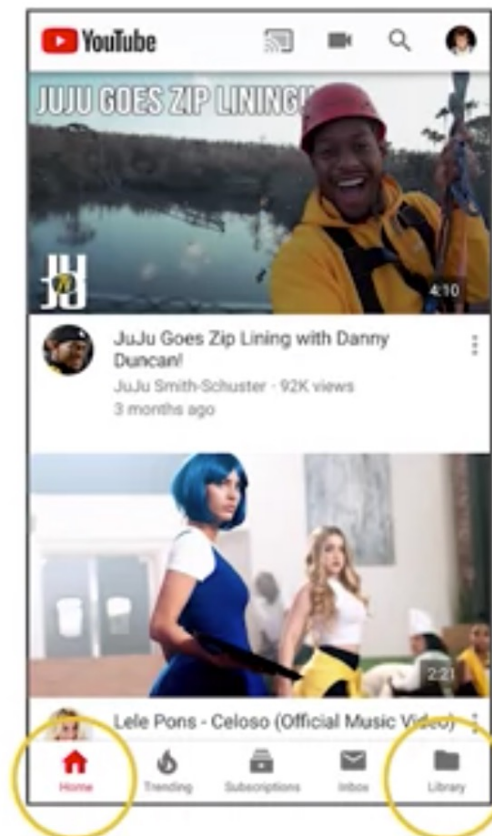 YouTube
JUJU GOES ZIP LINING!!
JUJU
4:10
JuJu Goes Zip Lining with Danny
Duncan!
JuJu Smith-Schuster - 92K views
3 months ago
2:21
Lele Pons - Celoso (Official Music Video)
Home
Trending
Subscriptions
Inbox
Library